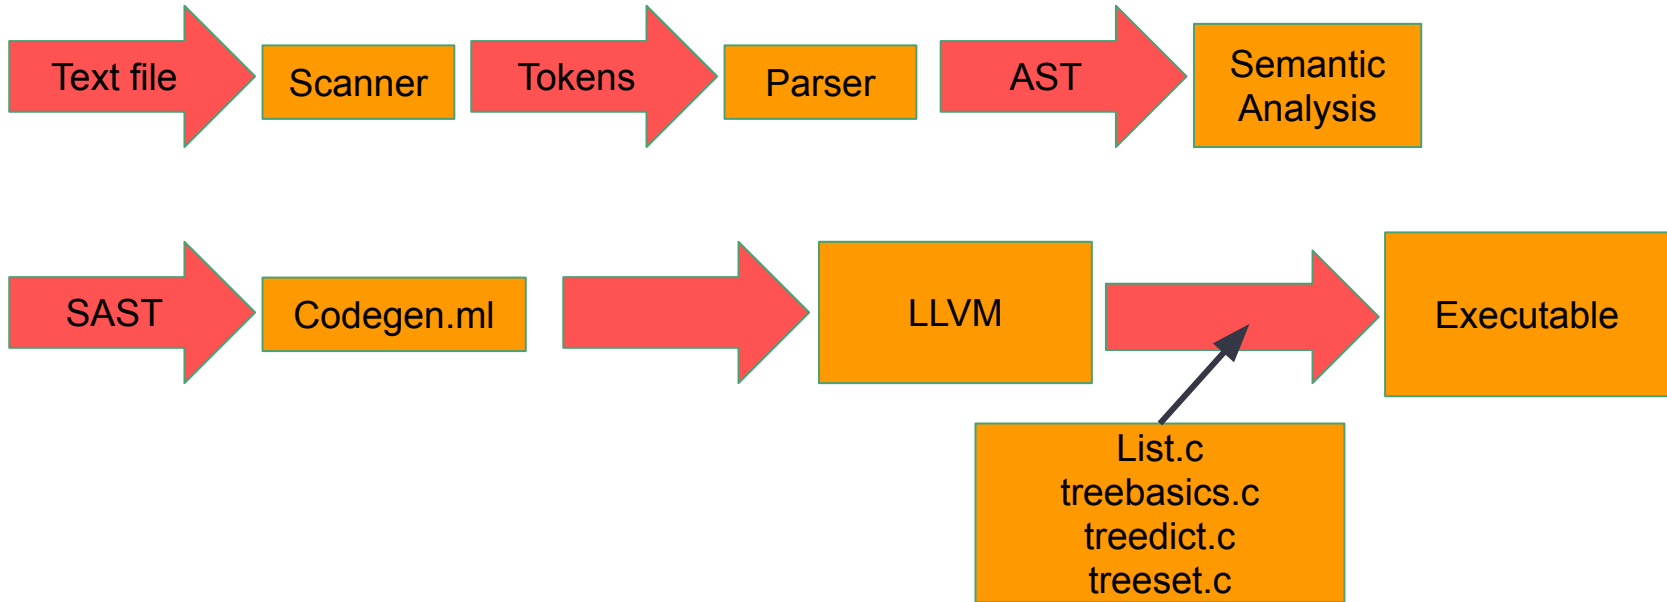 Text file
Scanner
Tokens
Parser
AST
Semantic
Analysis
SAST
Codegen.ml
LLVM
Executable
List.c
treebasics.c
treedict.c
treeset.c